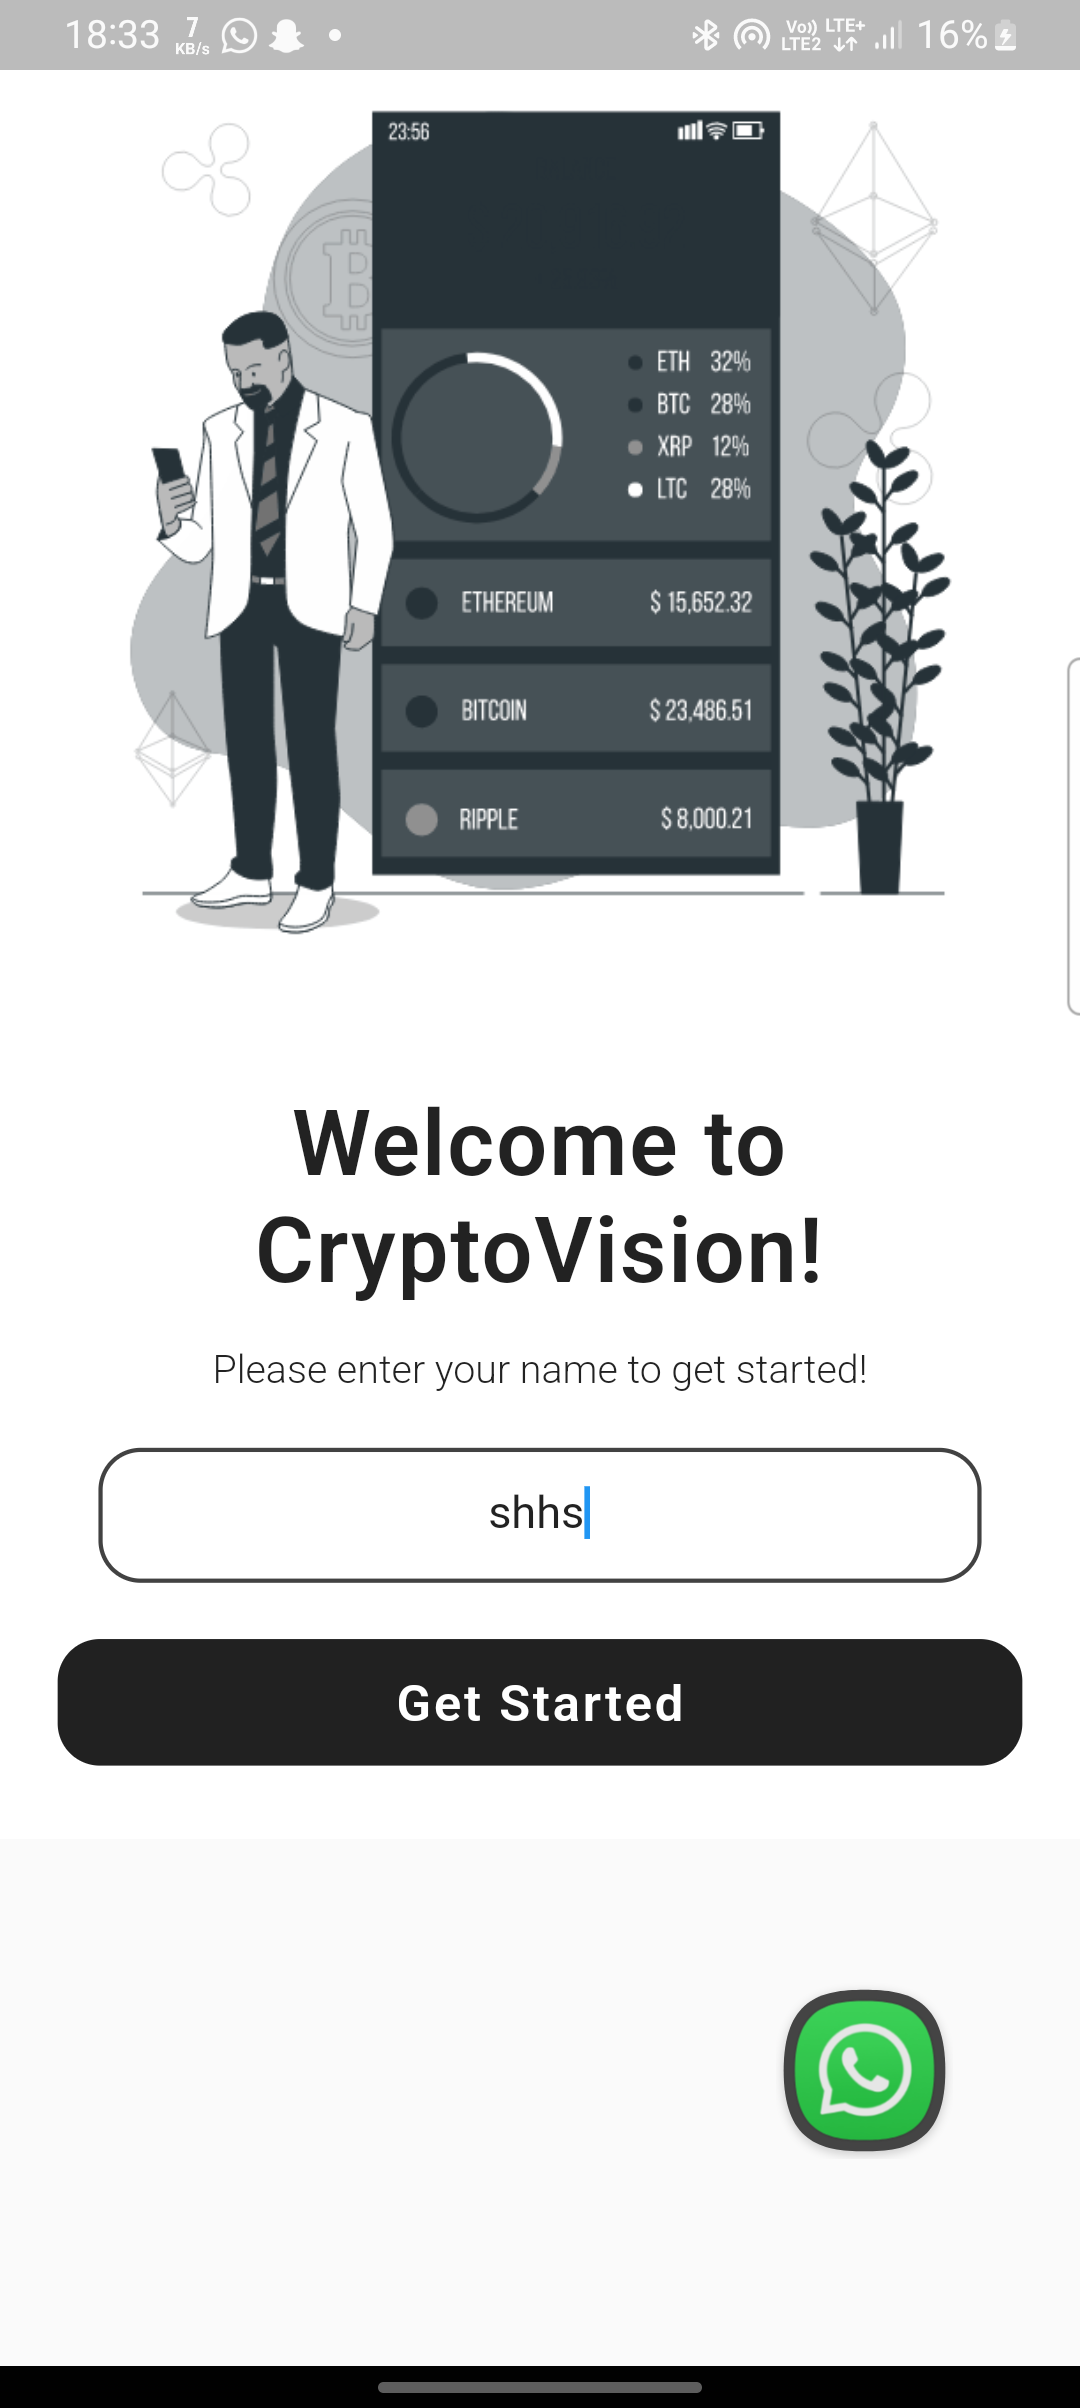 18:33 7 KB/s Vo)) LTE2 LTE+ 16%
23:56
ETH 32%
BTC 28%
XRP 12%
LTC 28%
ETHEREUM $ 15,652.32
BITCOIN $ 23,486.51
RIPPLE $ 8,000.21
Welcome to
CryptoVision!
Please enter your name to get started!
shhs
Get Started